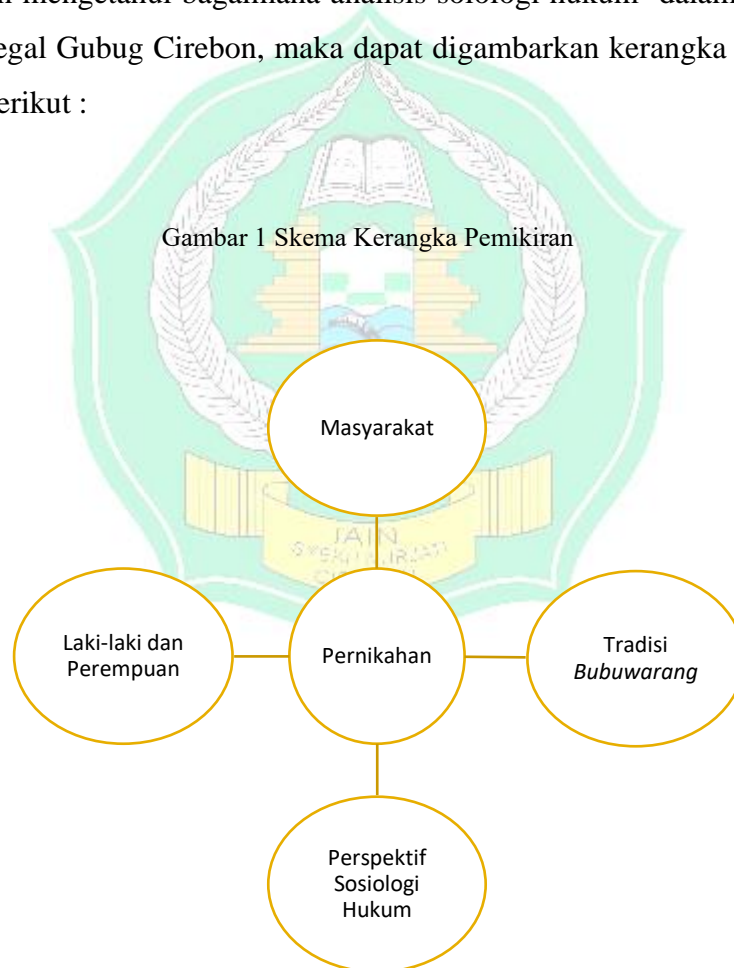 mengetahui bagaimana analisis sosiologi hukum dalam
egal Gubug Cirebon, maka dapat digambarkan kerangka
erikut :
Gambar 1 Skema Kerangka Pemikiran
Masyarakat
IAIN
Laki-laki dan
Perempuan
Pernikahan
Tradisi
Bubuwarang
Perspektif
Sosiologi
Hukum